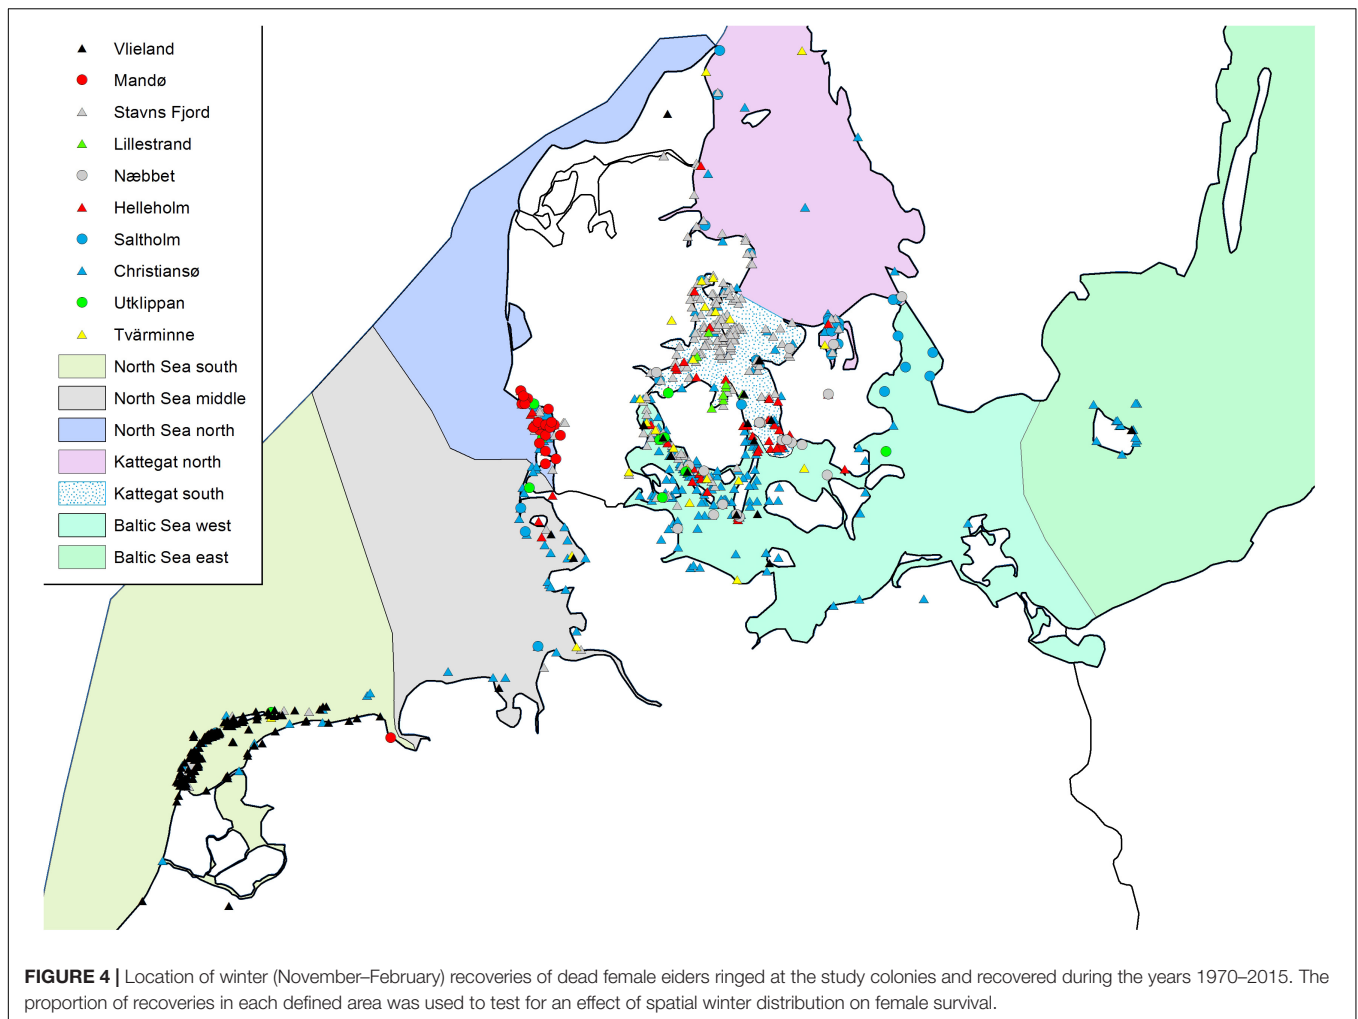 Vlieland
Mandø
Stavns Fjord
Lillestrand
Næbbet
Helleholm
Saltholm
Christiansø
Utklippan
Tvärminne
North Sea south
North Sea middle
North Sea north
Kattegat north
Kattegat south
Baltic Sea west
Baltic Sea east
FIGURE 4 | Location of winter (November–February) recoveries of dead female eiders ringed at the study colonies and recovered during the years 1970–2015. The
proportion of recoveries in each defined area was used to test for an effect of spatial winter distribution on female survival.